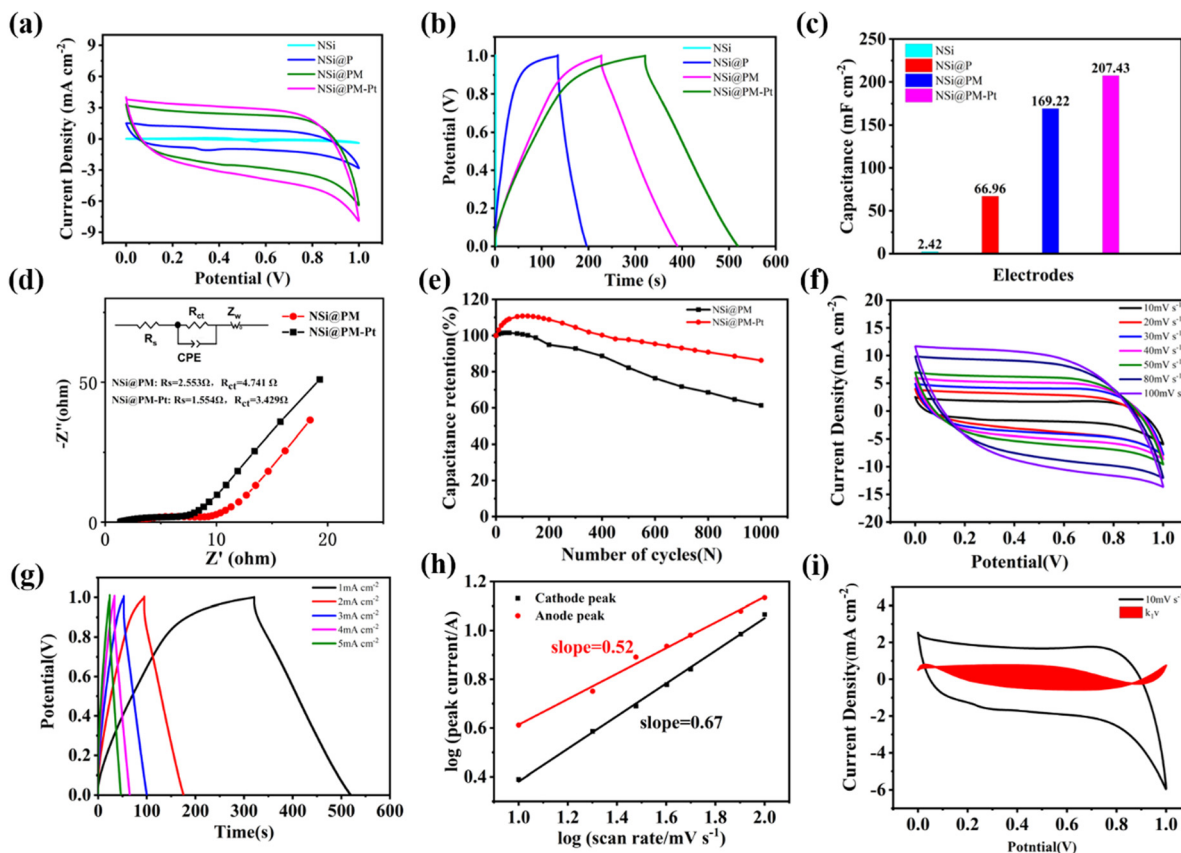 (a)
9
6
3
0
-3
-6
-9
Current Density (mA cm-2)
NSi
NSi@P
NSi@PM
NSi@PM-Pt
0.0 0.2 0.4 0.6 0.8 1.0
Potential (V)
(b)
1.0
0.8
0.6
0.4
0.2
0.0
Potential (V)
NSi
NSi@P
NSi@PM
NSi@PM-Pt
0 100 200 300 400 500 600
Time (s)
(c)
250
200
150
100
50
0
Capacitance (mF cm-2)
NSi
NSi@P
NSi@PM
NSi@PM-Pt
2.42
66.96
169.22
207.43
Electrodes
(d)
50
0
-Z''(ohm)
Rs
Rct
CPE
Zw
NSi@PM
NSi@PM-Pt
NSi@PM: Rs=2.553Ω, Rct=4.741 Ω
NSi@PM-Pt: Rs=1.554Ω, Rct=3.429Ω
0 10 20
Z' (ohm)
(e)
120
100
80
60
40
20
0
Capacitance retention(%)
NSi@PM
NSi@PM-Pt
0 200 400 600 800 1000
Number of cycles(N)
(f)
25
20
15
10
5
0
-5
-10
-15
-20
Current Density(mA cm-2)
10mV s-1
20mV s-1
30mV s-1
40mV s-1
50mV s-1
80mV s-1
100mV s
0.0 0.2 0.4 0.6 0.8 1.0
Potential(V)
(g)
1.0
0.8
0.6
0.4
0.2
0.0
Potential(V)
1mA cm-2
2mA cm-2
3mA cm-2
4mA cm-2
5mA cm-2
0 100 200 300 400 500 600
Time(s)
(h)
1.2
1.0
0.8
0.6
0.4
log (peak current/A)
Cathode peak
Anode peak
slope=0.52
slope=0.67
1.0 1.2 1.4 1.6 1.8 2.0
log (scan rate/mV s-1)
(i)
4
2
0
-2
-4
-6
Current Density(mA cm-2)
10mV s-
k1v
0.0 0.2 0.4 0.6 0.8 1.0
Potntial(V)